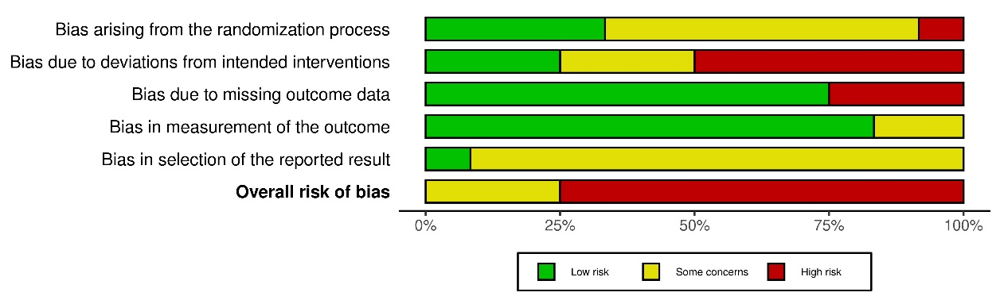 Bias arising from the randomization process
Bias due to deviations from intended interventions
Bias due to missing outcome data
Bias in measurement of the outcome
Bias in selection of the reported result
Overall risk of bias
0% 25% 50% 75% 100%
Low risk Some concerns High risk